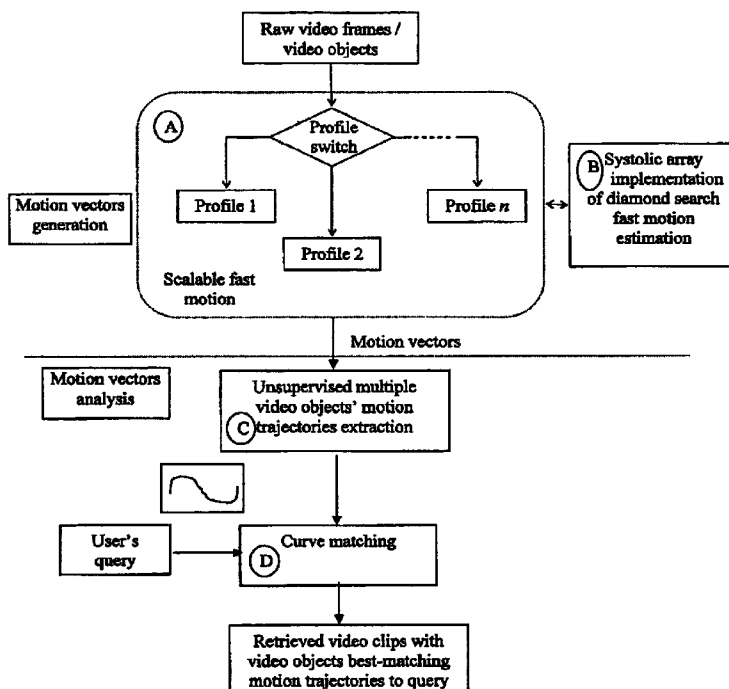 Raw video frames /
video objects
A
Profile
switch
Profile 1
Profile 2
Profile n
Scalable fast
motion
Motion vectors
generation
B
Systolic array
implementation
of diamond search
fast motion
estimation
Motion vectors
Motion vectors
analysis
Unsupervised multiple
video objects' motion
trajectories extraction
C
User's
query
Curve matching
D
Retrieved video clips with
video objects best-matching
motion trajectories to query